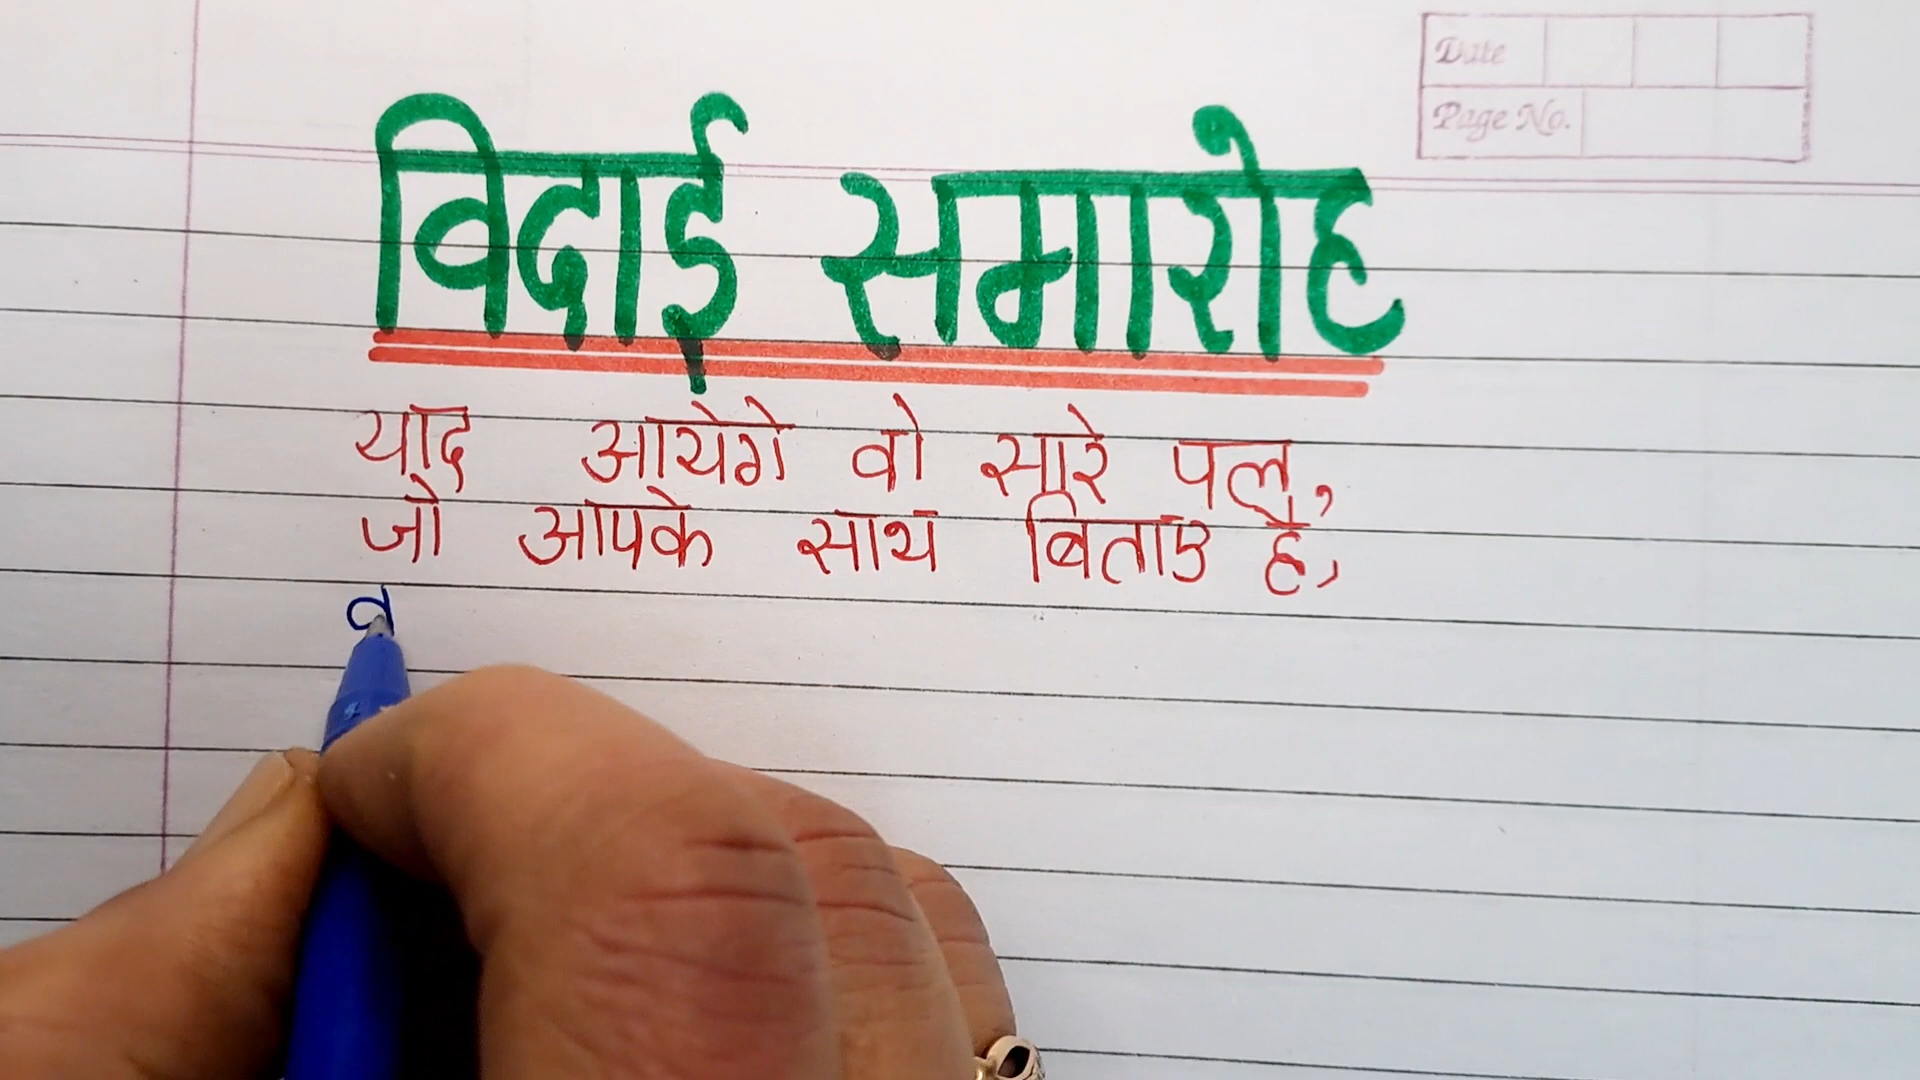 Date
Page No.
विदाई समारोह
याद आयेगे वो सारे पल,
जो आपके साथ बिताए है,
व